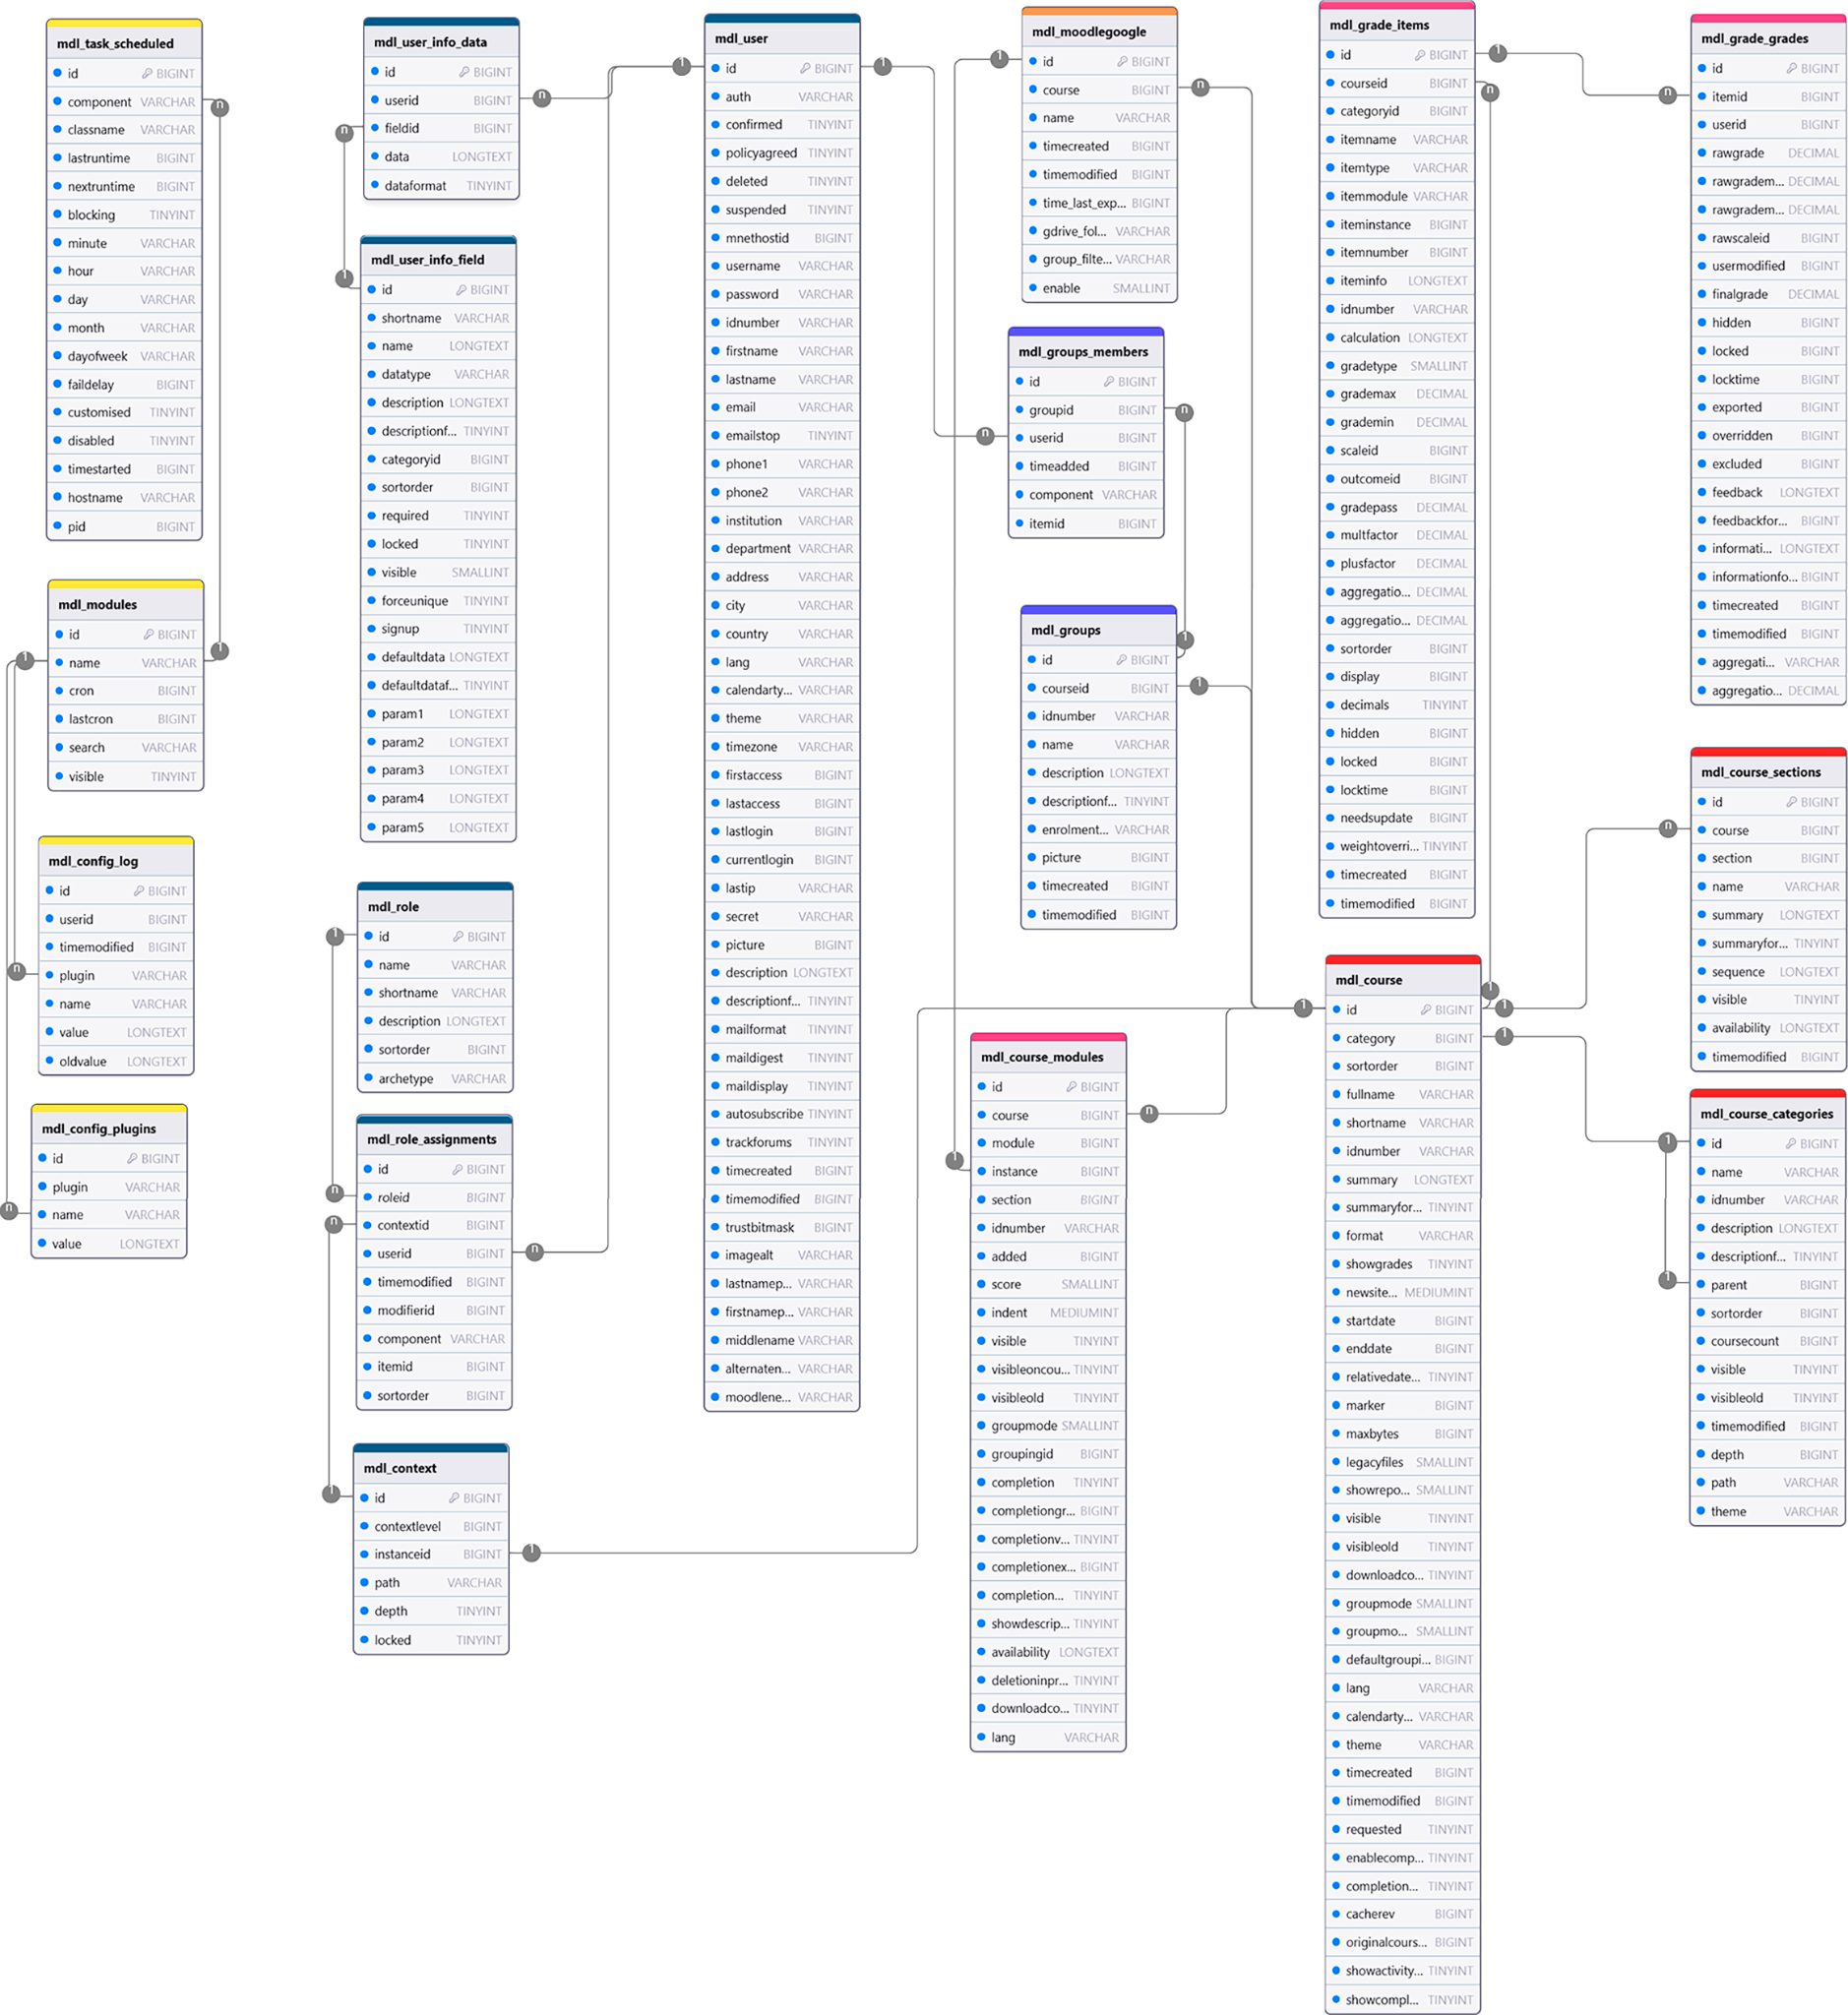 mdl_task_scheduled
id BIGINT
component VARCHAR
classname VARCHAR
lastruntime BIGINT
nextruntime BIGINT
blocking TINYINT
minute VARCHAR
hour VARCHAR
day VARCHAR
month VARCHAR
dayofweek VARCHAR
faildelay BIGINT
customised TINYINT
disabled TINYINT
timestarted BIGINT
hostname VARCHAR
pid BIGINT
n
mdl_modules
id BIGINT
name VARCHAR
cron BIGINT
lastcron BIGINT
search VARCHAR
visible TINYINT
1
1
mdl_config_log
id BIGINT
userid BIGINT
timemodified BIGINT
plugin VARCHAR
name VARCHAR
value LONGTEXT
oldvalue LONGTEXT
n
mdl_config_plugins
id BIGINT
plugin VARCHAR
name VARCHAR
value LONGTEXT
n
mdl_user_info_data
id BIGINT
userid BIGINT
fieldid BIGINT
data LONGTEXT
dataformat TINYINT
n
n
mdl_user_info_field
id BIGINT
shortname VARCHAR
name LONGTEXT
datatype VARCHAR
description LONGTEXT
descriptionf... TINYINT
categoryid BIGINT
sortorder BIGINT
required TINYINT
locked TINYINT
visible SMALLINT
forceunique TINYINT
signup TINYINT
defaultdata LONGTEXT
defaultdataf... TINYINT
param1 LONGTEXT
param2 LONGTEXT
param3 LONGTEXT
param4 LONGTEXT
param5 LONGTEXT
1
mdl_role
id BIGINT
name VARCHAR
shortname VARCHAR
description LONGTEXT
sortorder BIGINT
archetype VARCHAR
1
mdl_role_assignments
id BIGINT
roleid BIGINT
contextid BIGINT
userid BIGINT
timemodified BIGINT
modifierid BIGINT
component VARCHAR
itemid BIGINT
sortorder BIGINT
n
n
n
mdl_context
id BIGINT
contextlevel BIGINT
instanceid BIGINT
path VARCHAR
depth TINYINT
locked TINYINT
1
1
mdl_user
id BIGINT
auth VARCHAR
confirmed TINYINT
policyagreed TINYINT
deleted TINYINT
suspended TINYINT
mnethostid BIGINT
username VARCHAR
password VARCHAR
idnumber VARCHAR
firstname VARCHAR
lastname VARCHAR
email VARCHAR
emailstop TINYINT
phone1 VARCHAR
phone2 VARCHAR
institution VARCHAR
department VARCHAR
address VARCHAR
city VARCHAR
country VARCHAR
lang VARCHAR
calendarty... VARCHAR
theme VARCHAR
timezone VARCHAR
firstaccess BIGINT
lastaccess BIGINT
lastlogin BIGINT
currentlogin BIGINT
lastip VARCHAR
secret VARCHAR
picture BIGINT
description LONGTEXT
descriptionf... TINYINT
mailformat TINYINT
maildigest TINYINT
maildisplay TINYINT
autosubscribe TINYINT
trackforums TINYINT
timecreated BIGINT
timemodified BIGINT
trustbitmask BIGINT
imagealt VARCHAR
lastnamep... VARCHAR
firstnamep... VARCHAR
middlename VARCHAR
alternaten... VARCHAR
moodlene... VARCHAR
1
1
mdl_moodlegoogle
id BIGINT
course BIGINT
name VARCHAR
timecreated BIGINT
timemodified BIGINT
time_last_exp... BIGINT
gdrive_fol... VARCHAR
group_filte... VARCHAR
enable SMALLINT
1
n
mdl_groups_members
id BIGINT
groupid BIGINT
userid BIGINT
timeadded BIGINT
component VARCHAR
itemid BIGINT
n
n
mdl_groups
id BIGINT
courseid BIGINT
idnumber VARCHAR
name VARCHAR
description LONGTEXT
descriptionf... TINYINT
enrolment... VARCHAR
picture BIGINT
timecreated BIGINT
timemodified BIGINT
1
1
mdl_course_modules
id BIGINT
course BIGINT
module BIGINT
instance BIGINT
section BIGINT
idnumber VARCHAR
added BIGINT
score SMALLINT
indent MEDIUMINT
visible TINYINT
visibleoncou... TINYINT
visibleold TINYINT
groupmode SMALLINT
groupingid BIGINT
completion TINYINT
completiongr... BIGINT
completionv... TINYINT
completionex... BIGINT
completion... TINYINT
showdescrip... TINYINT
availability LONGTEXT
deletioninpr... TINYINT
downloadco... TINYINT
lang VARCHAR
n
1
mdl_grade_items
id BIGINT
courseid BIGINT
categoryid BIGINT
itemname VARCHAR
itemtype VARCHAR
itemmodule VARCHAR
iteminstance BIGINT
itemnumber BIGINT
iteminfo LONGTEXT
idnumber VARCHAR
calculation LONGTEXT
gradetype SMALLINT
grademax DECIMAL
grademin DECIMAL
scaleid BIGINT
outcomeid BIGINT
gradepass DECIMAL
multfactor DECIMAL
plusfactor DECIMAL
aggregatio... DECIMAL
aggregatio... DECIMAL
sortorder BIGINT
display BIGINT
decimals TINYINT
hidden BIGINT
locked BIGINT
locktime BIGINT
needsupdate BIGINT
weightoverri... TINYINT
timecreated BIGINT
timemodified BIGINT
1
n
mdl_course
id BIGINT
category BIGINT
sortorder BIGINT
fullname VARCHAR
shortname VARCHAR
idnumber VARCHAR
summary LONGTEXT
summaryfor... TINYINT
format VARCHAR
showgrades TINYINT
newsite... MEDIUMINT
startdate BIGINT
enddate BIGINT
relativedate... TINYINT
marker BIGINT
maxbytes BIGINT
legacyfiles SMALLINT
showrepo... SMALLINT
visible TINYINT
visibleold TINYINT
downloadco... TINYINT
groupmode SMALLINT
groupmo... SMALLINT
defaultgroupi... BIGINT
lang VARCHAR
calendarty... VARCHAR
theme VARCHAR
timecreated BIGINT
timemodified BIGINT
requested TINYINT
enablecomp... TINYINT
completion... TINYINT
cacherev BIGINT
originalcours... BIGINT
showactivity... TINYINT
showcompl... TINYINT
1
1
1
1
mdl_grade_grades
id BIGINT
itemid BIGINT
userid BIGINT
rawgrade DECIMAL
rawgradem... DECIMAL
rawgradem... DECIMAL
rawscaleid BIGINT
usermodified BIGINT
finalgrade DECIMAL
hidden BIGINT
locked BIGINT
locktime BIGINT
exported BIGINT
overridden BIGINT
excluded BIGINT
feedback LONGTEXT
feedbackfor... BIGINT
informati... LONGTEXT
informationfo... BIGINT
timecreated BIGINT
timemodified BIGINT
aggregati... VARCHAR
aggregatio... DECIMAL
n
mdl_course_sections
id BIGINT
course BIGINT
section BIGINT
name VARCHAR
summary LONGTEXT
summaryfor... TINYINT
sequence LONGTEXT
visible TINYINT
availability LONGTEXT
timemodified BIGINT
n
mdl_course_categories
id BIGINT
name VARCHAR
idnumber VARCHAR
description LONGTEXT
descriptionf... TINYINT
parent BIGINT
sortorder BIGINT
coursecount BIGINT
visible TINYINT
visibleold TINYINT
timemodified BIGINT
depth BIGINT
path VARCHAR
theme VARCHAR
1
1